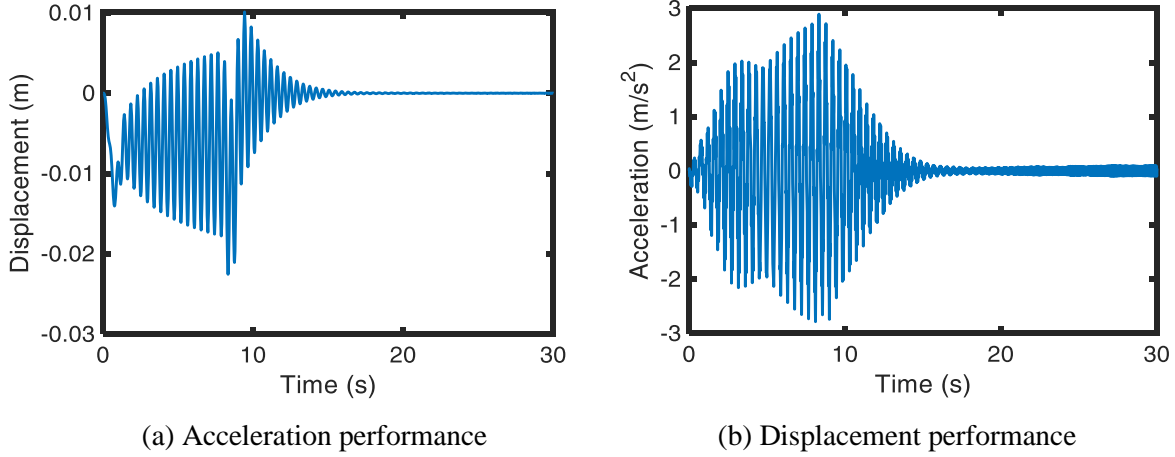 0.01
0
-0.01
-0.02
-0.03
Displacement (m)
0 10 20 30
Time (s)
(a) Acceleration performance
3
2
1
0
-1
-2
-3
Acceleration (m/s²)
0 10 20 30
Time (s)
(b) Displacement performance